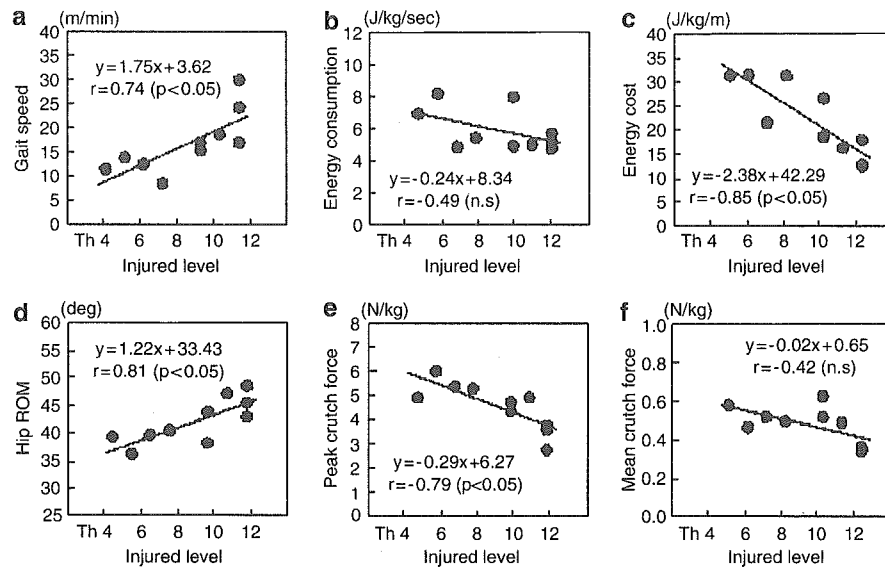 a (m/min)
Gait speed
40
35
30
25
20
15
10
5
0
y=1.75x+3.62
r=0.74 (p<0.05)
Th 4 6 8 10 12
Injured level
b (J/kg/sec)
Energy consumption
12
10
8
6
4
2
0
y=-0.24x+8.34
r=-0.49 (n.s)
Th 4 6 8 10 12
Injured level
c (J/kg/m)
Energy cost
40
35
30
25
20
15
10
5
0
y=-2.38x+42.29
r=-0.85 (p<0.05)
Th 4 6 8 10 12
Injured level
d (deg)
Hip ROM
60
55
50
45
40
35
30
25
y=1.22x+33.43
r=0.81 (p<0.05)
Th 4 6 8 10 12
Injured level
e (N/kg)
Peak crutch force
8
7
6
5
4
3
2
1
0
y=-0.29x+6.27
r=-0.79 (p<0.05)
Th 4 6 8 10 12
Injured level
f (N/kg)
Mean crutch force
1.0
0.8
0.6
0.4
0.2
0.0
y=-0.02x+0.65
r=-0.42 (n.s)
Th 4 6 8 10 12
Injured level